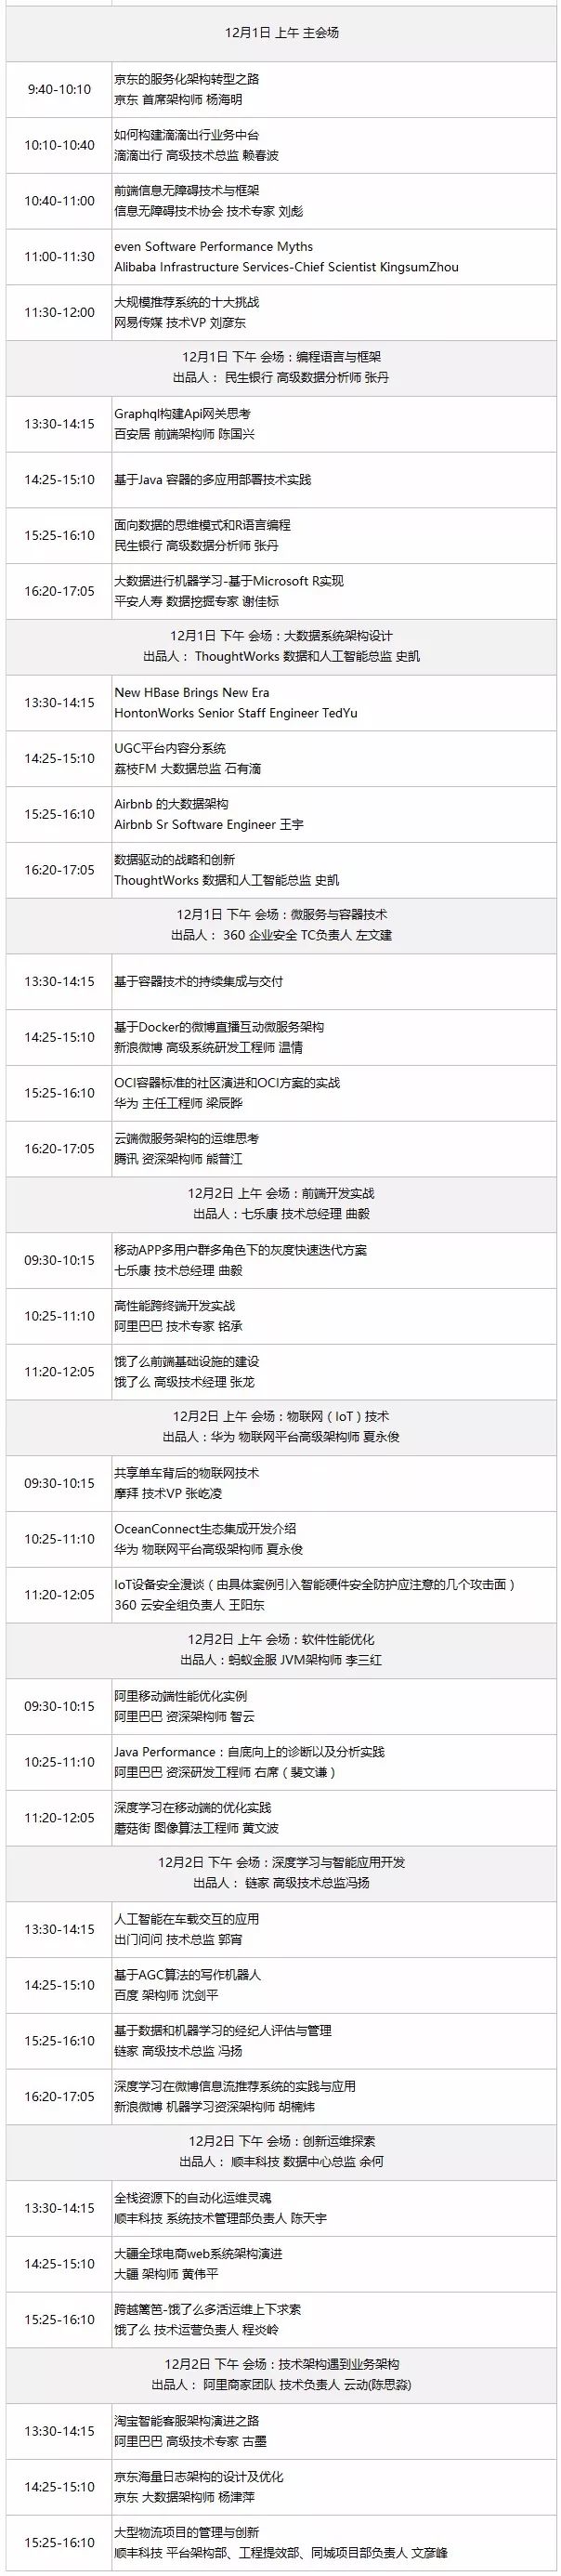 12月1日 上午 主会场
9:40-10:10
京东的服务化架构转型之路
京东 首席架构师 杨海明
10:10-10:40
如何构建滴滴出行业务中台
滴滴出行 高级技术总监 赖春波
10:40-11:00
前端信息无障碍技术与框架
信息无障碍技术协会 技术专家 刘彪
11:00-11:30
even Software Performance Myths
Alibaba Infrastructure Services-Chief Scientist KingsumZhou
11:30-12:00
大规模推荐系统的十大挑战
网易传媒 技术VP 刘彦东
12月1日 下午 会场：编程语言与框架
出品人： 民生银行 高级数据分析师 张丹
13:30-14:15
Graphql构建Api网关思考
百安居 前端架构师 陈国兴
14:25-15:10
基于Java 容器的多应用部署技术实践
15:25-16:10
面向数据的思维模式和R语言编程
民生银行 高级数据分析师 张丹
16:20-17:05
大数据进行机器学习-基于Microsoft R实现
平安人寿 数据挖掘专家 谢佳标
12月1日 下午 会场：大数据系统架构设计
出品人： ThoughtWorks 数据和人工智能总监 史凯
13:30-14:15
New HBase Brings New Era
HontonWorks Senior Staff Engineer TedYu
14:25-15:10
UGC平台内容分系统
荔枝FM 大数据总监 石有滴
15:25-16:10
Airbnb 的大数据架构
Airbnb Sr Software Engineer 王宇
16:20-17:05
数据驱动的战略和创新
ThoughtWorks 数据和人工智能总监 史凯
12月1日 下午 会场：微服务与容器技术
出品人： 360 企业安全 TC负责人 左文建
13:30-14:15
基于容器技术的持续集成与交付
14:25-15:10
基于Docker的微博直播互动微服务架构
新浪微博 高级系统研发工程师 温情
15:25-16:10
OCI容器标准的社区演进和OCI方案的实战
华为 主任工程师 梁辰晔
16:20-17:05
云端微服务架构的运维思考
腾讯 资深架构师 熊普江
12月2日 上午 会场：前端开发实战
出品人：七乐康 技术总经理 曲毅
09:30-10:15
移动APP多用户群多角色下的灰度快速迭代方案
七乐康 技术总经理 曲毅
10:25-11:10
高性能跨终端开发实战
阿里巴巴 技术专家 铭承
11:20-12:05
饿了么前端基础设施的建设
饿了么 高级技术经理 张龙
12月2日 上午 会场：物联网（IoT）技术
出品人：华为 物联网平台高级架构师 夏永俊
09:30-10:15
共享单车背后的物联网技术
摩拜 技术VP 张屹凌
10:25-11:10
OceanConnect生态集成开发介绍
华为 物联网平台高级架构师 夏永俊
11:20-12:05
IoT设备安全漫谈（由具体案例引入智能硬件安全防护应注意的几个攻击面）
360 云安全组负责人 王阳东
12月2日 上午 会场：软件性能优化
出品人：蚂蚁金服 JVM架构师 李三红
09:30-10:15
阿里移动端性能优化实例
阿里巴巴 资深架构师 智云
10:25-11:10
Java Performance：自底向上的诊断以及分析实践
阿里巴巴 资深研发工程师 右席（裴文谦）
11:20-12:05
深度学习在移动端的优化实践
蘑菇街 图像算法工程师 黄文波
12月2日 下午 会场：深度学习与智能应用开发
出品人： 链家 高级技术总监冯扬
13:30-14:15
人工智能在车载交互的应用
出门问问 技术总监 郭宵
14:25-15:10
基于AGC算法的写作机器人
百度 架构师 沈剑平
15:25-16:10
基于数据和机器学习的经纪人评估与管理
链家 高级技术总监 冯扬
16:20-17:05
深度学习在微博信息流推荐系统的实践与应用
新浪微博 机器学习资深架构师 胡楠炜
12月2日 下午 会场：创新运维探索
出品人： 顺丰科技 数据中心总监 余何
13:30-14:15
全栈资源下的自动化运维灵魂
顺丰科技 系统技术管理部负责人 陈天宇
14:25-15:10
大疆全球电商web系统架构演进
大疆 架构师 黄伟平
15:25-16:10
跨越篱笆-饿了么多活运维上下求索
饿了么 技术运营负责人 程炎岭
12月2日 下午 会场：技术架构遇到业务架构
出品人： 阿里商家团队 技术负责人 云动(陈思淼)
13:30-14:15
淘宝智能客服架构演进之路
阿里巴巴 高级技术专家 古墨
14:25-15:10
京东海量日志架构的设计及优化
京东 大数据架构师 杨津萍
15:25-16:10
大型物流项目的管理与创新
顺丰科技 平台架构部、工程提效部、同城项目部负责人 文彦峰